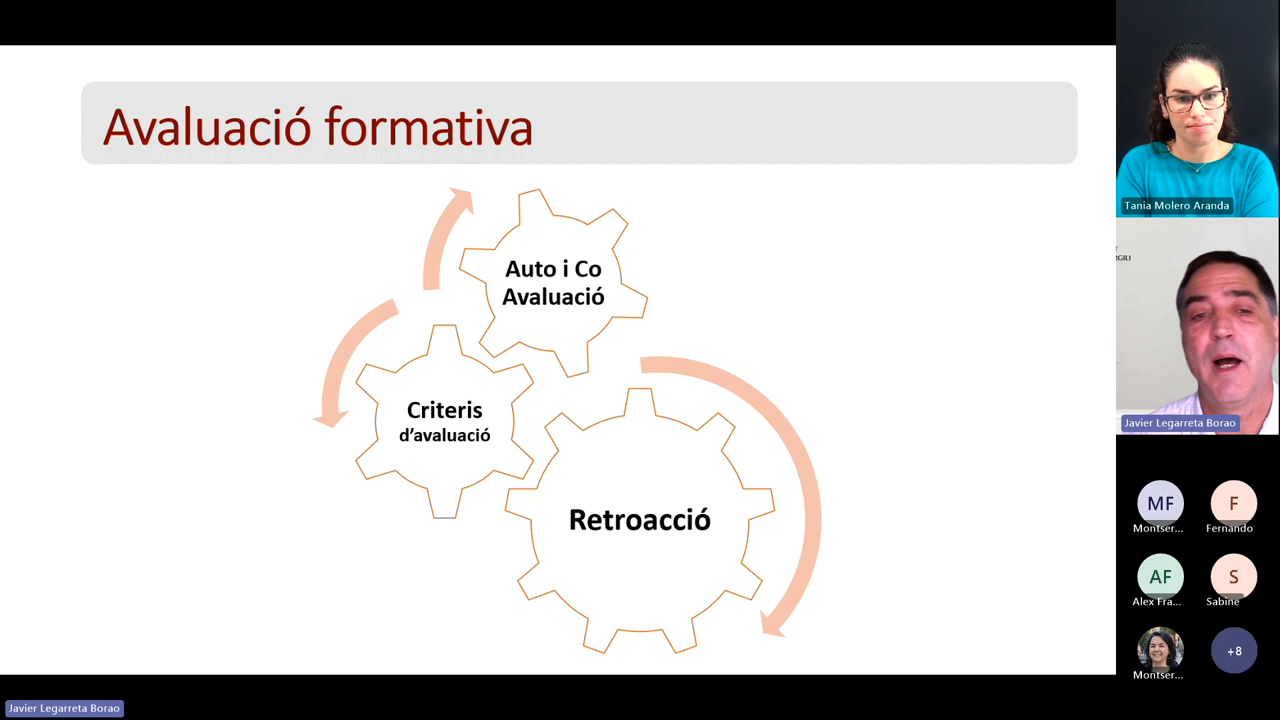 Avaluació formativa
Auto i Co
Avaluació
Criteris
d'avaluació
Retroacció
Tania Molero Aranda
Javier Legarreta Borao
MF
Montser...
F
Fernando
AF
Alex Fra...
S
Sabine
Montser...
+8
Javier Legarreta Borao